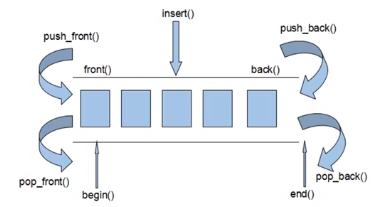 insert()
push_front()
push_back()
front()
back()
pop_front()
pop_back()
begin()
end()